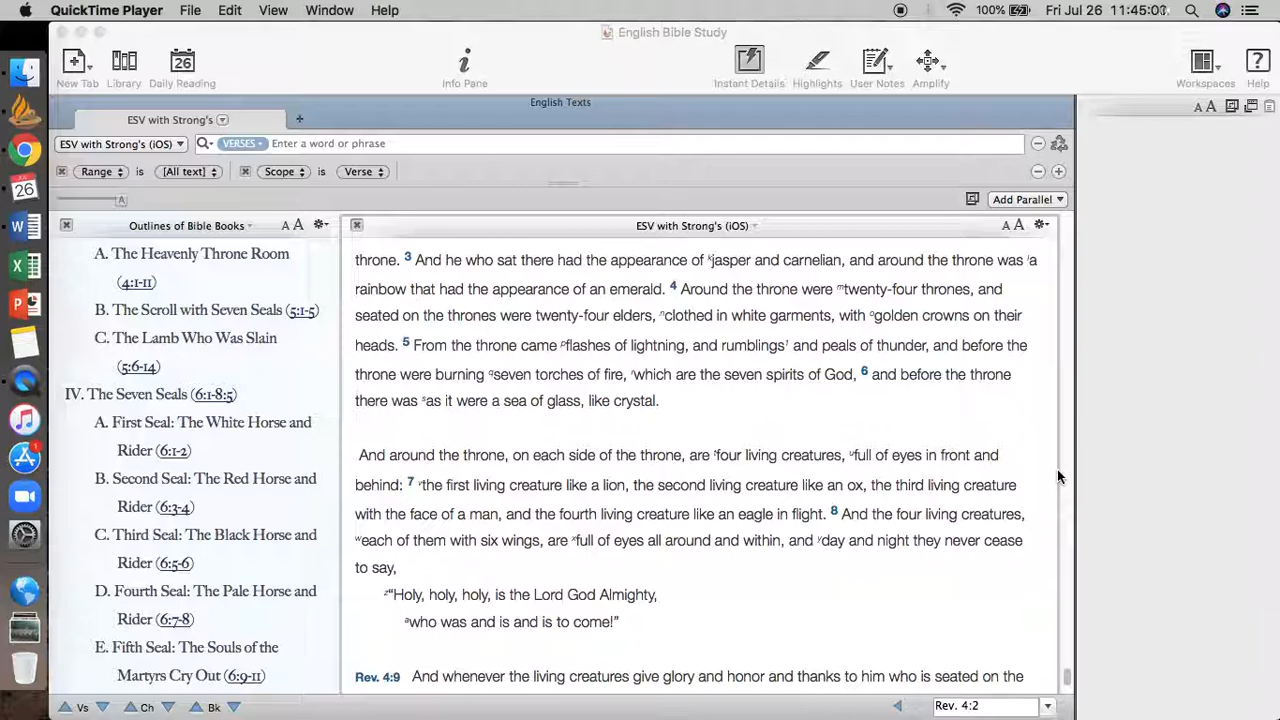 QuickTime Player File Edit View Window Help 100% Fri Jul 26 11:45:00
English Bible Study
New Tab Library Daily Reading Info Pane Instant Details Highlights User Notes Amplify Workspaces Help
26
English Texts
ESV with Strong's
ESV with Strong's (iOS) VERSES Enter a word or phrase
Range is [All text] Scope is Verse
A Add Parallel
Outlines of Bible Books A A
A. The Heavenly Throne Room
(4:1-11)
B. The Scroll with Seven Seals (5:1-5)
C. The Lamb Who Was Slain
(5:6-14)
IV. The Seven Seals (6:1-8:5)
A. First Seal: The White Horse and
Rider (6:1-2)
B. Second Seal: The Red Horse and
Rider (6:3-4)
C. Third Seal: The Black Horse and
Rider (6:5-6)
D. Fourth Seal: The Pale Horse and
Rider (6:7-8)
E. Fifth Seal: The Souls of the
Martyrs Cry Out (6:9-11)
ESV with Strong's (iOS) A A
throne. 3 And he who sat there had the appearance of kjasper and carnelian, and around the throne was la
rainbow that had the appearance of an emerald. 4 Around the throne were mtwenty-four thrones, and
seated on the thrones were twenty-four elders, nclothed in white garments, with ogolden crowns on their
heads. 5 From the throne came pflashes of lightning, and rumblings and peals of thunder, and before the
throne were burning qseven torches of fire, rwhich are the seven spirits of God, 6 and before the throne
there was sas it were a sea of glass, like crystal.
And around the throne, on each side of the throne, are tfour living creatures, ufull of eyes in front and
behind: 7 vthe first living creature like a lion, the second living creature like an ox, the third living creature
with the face of a man, and the fourth living creature like an eagle in flight. 8 And the four living creatures,
weach of them with six wings, are xfull of eyes all around and within, and yday and night they never cease
to say,
z“Holy, holy, holy, is the Lord God Almighty,
awho was and is and is to come!”
Rev. 4:9 And whenever the living creatures give glory and honor and thanks to him who is seated on the
A A
Vs Ch Bk Rev. 4:2